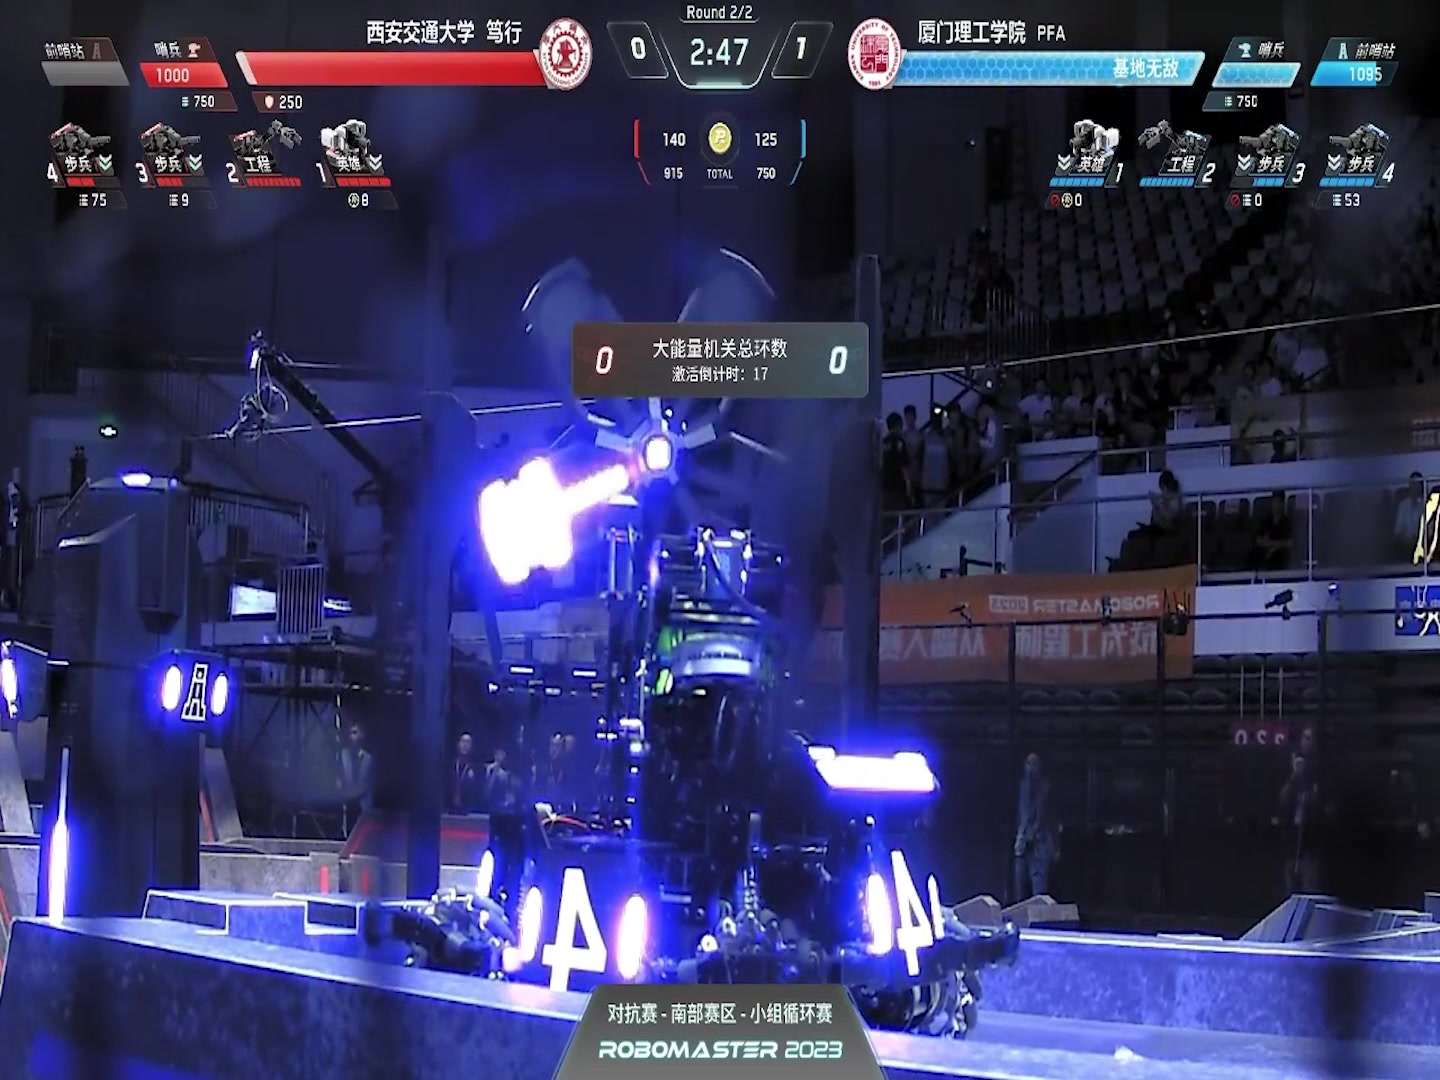 Round 2/2
西安交通大学 笃行
0
2:47
1
厦门理工学院 PFA
前哨站
哨兵
1000
750
250
基地无敌
哨兵
750
前哨站
1095
140
125
915
TOTAL
750
4 步兵
75
3 步兵
9
2 工程
1 英雄
8
英雄 1
0
工程 2
步兵 3
0
步兵 4
53
0
大能量机关总环数
激活倒计时：17
0
4
4
对抗赛 - 南部赛区 - 小组循环赛
ROBOMASTER 2023